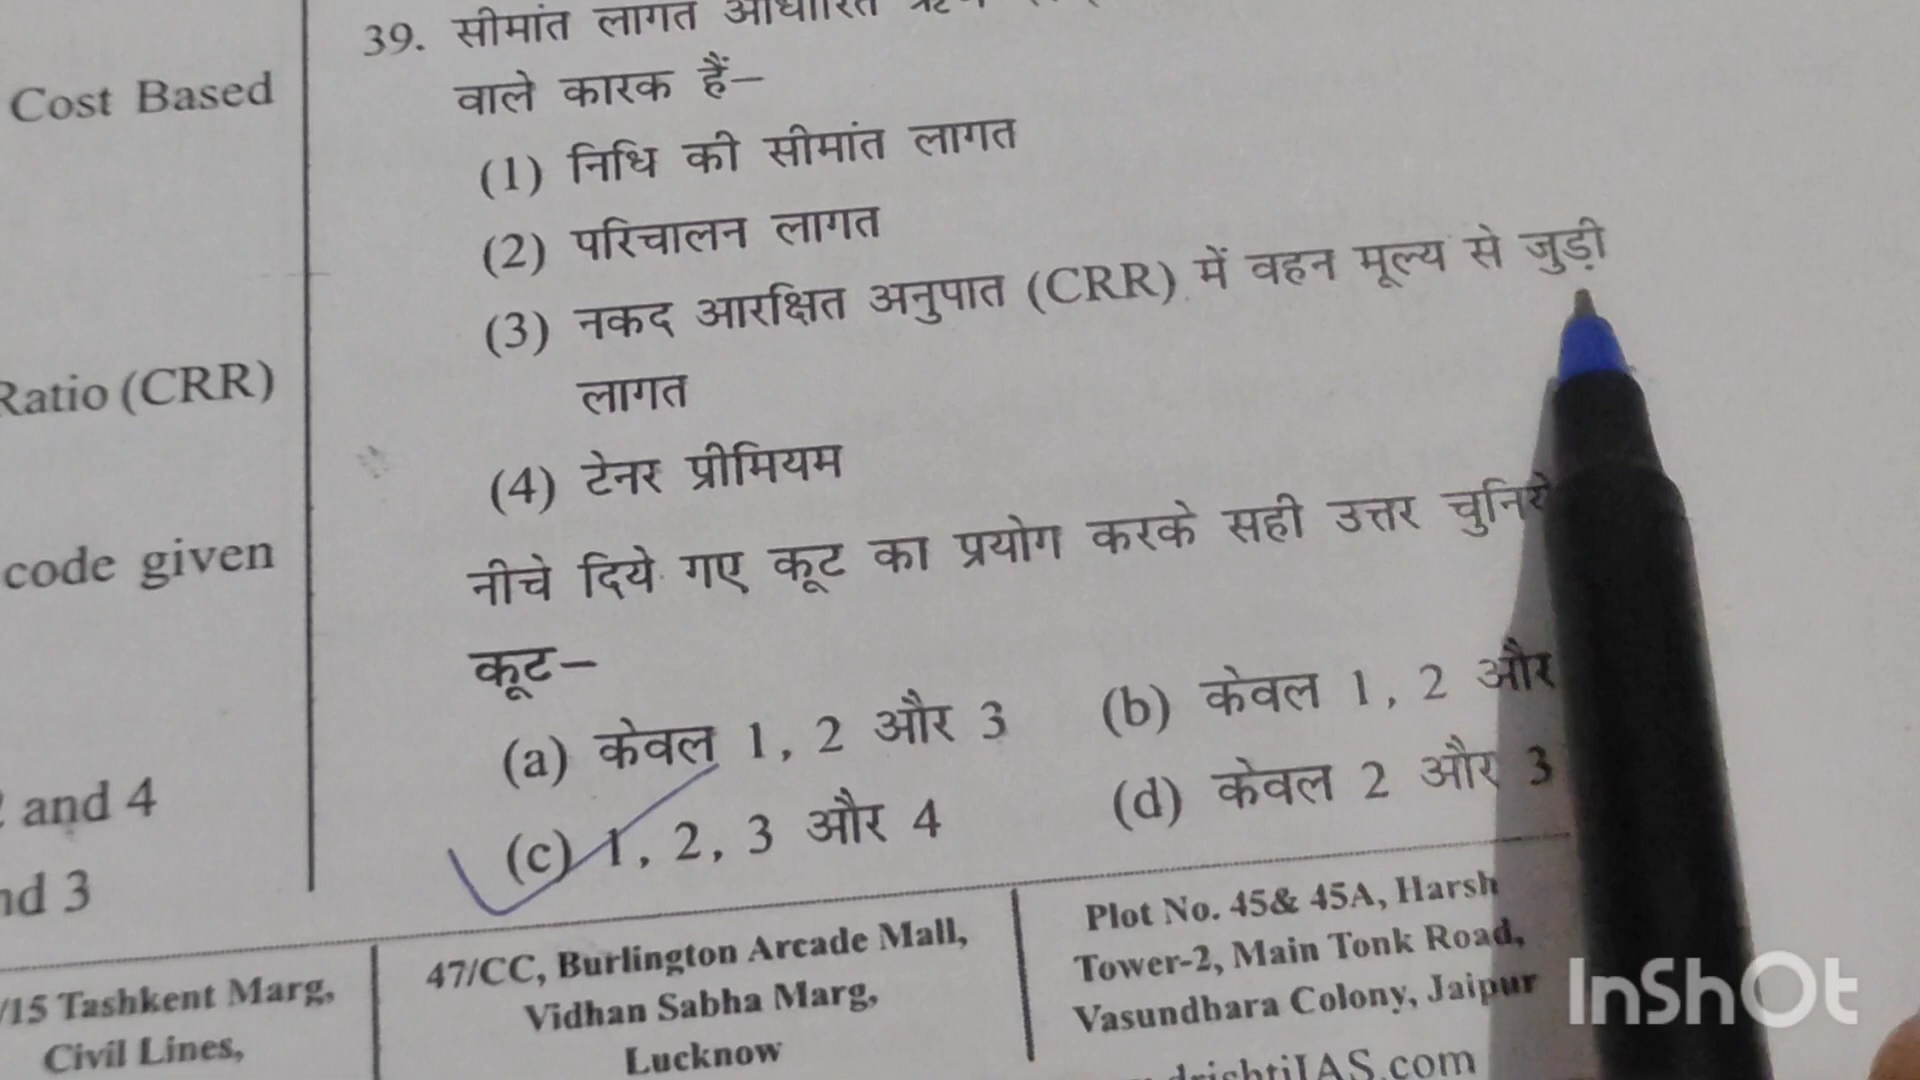 Cost Based
Ratio (CRR)
code given
and 4
3
39. सीमांत लागत आधारित
वाले कारक हैं–
(1) निधि की सीमांत लागत
(2) परिचालन लागत
(3) नकद आरक्षित अनुपात (CRR) में वहन मूल्य से जुड़ी
लागत
(4) टेनर प्रीमियम
नीचे दिये गए कूट का प्रयोग करके सही उत्तर चुनिये
कूट–
(a) केवल 1, 2 और 3
(b) केवल 1, 2 और
(c) 1, 2, 3 और 4
(d) केवल 2 और 3
/15 Tashkent Marg,
Civil Lines,
47/CC, Burlington Arcade Mall,
Vidhan Sabha Marg,
Lucknow
Plot No. 45& 45A, Harsh
Tower-2, Main Tonk Road,
Vasundhara Colony, Jaipur
drishtiIAS.com
InShOt